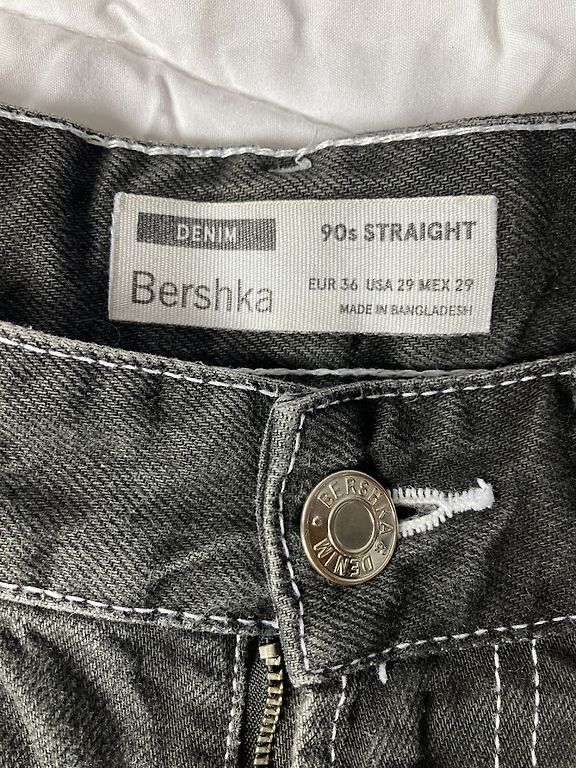 DENIM
90s STRAIGHT
Bershka
EUR 36 USA 29 MEX 29
MADE IN BANGLADESH
BERSHKA & DENIM